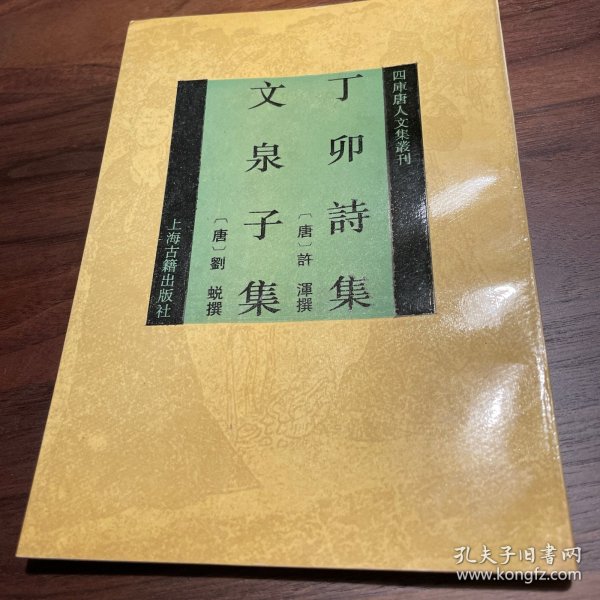 四庫唐人文集叢刊
丁卯詩集
〔唐〕許渾撰
文泉子集
〔唐〕劉蜕撰
上海古籍出版社
孔夫子旧书网
www.kongfz.com